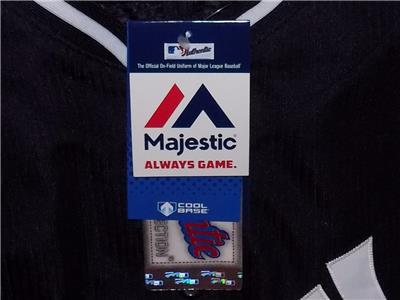 Authentic
The Official On-Field Uniform of Major League Baseball
Majestic
ALWAYS GAME.
COOL
BASE